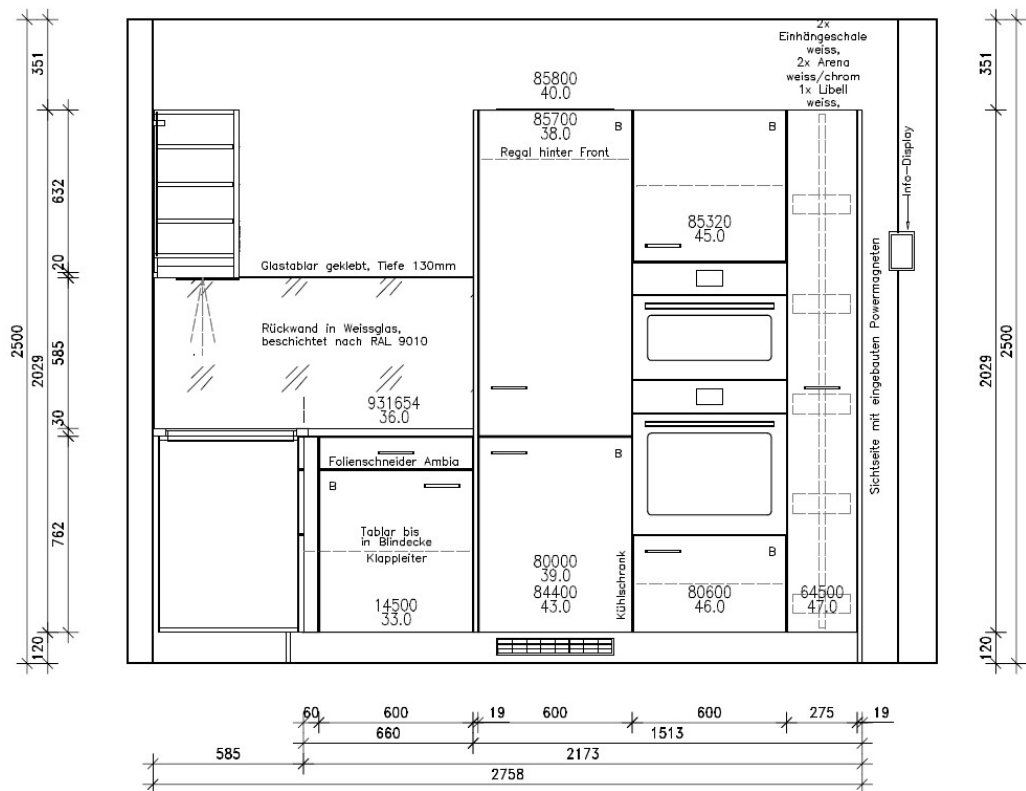 2x
Einhängeschale
weiss,
2x Arena
weiss/chrom
1x Libell
weiss,
351
351
85800
40.0
85700
38.0
B
B
Regal hinter Front
Info-Display
632
85320
45.0
20
Glastablar geklebt, Tiefe 130mm
Rückwand in Weissglas,
beschichtet nach RAL 9010
2500
2029
585
2029
2500
Sichtseite mit eingebauten Powermagneten
931654
36.0
30
Folienschneider Ambia
B
B
762
Tablar bis
in Blindecke
Klappleiter
80000
39.0
84400
43.0
Kühlschrank
B
80600
46.0
64500
47.0
14500
33.0
120
120
60
600
19
600
600
275
19
660
1513
585
2173
2758